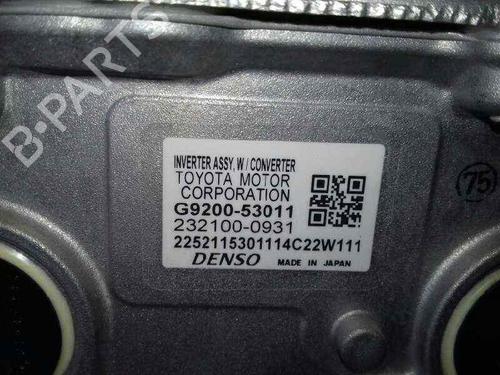 B-PARTS
INVERTER ASSY, W / CONVERTER
TOYOTA MOTOR
CORPORATION
G9200-53011
232100-0931
2252115301114C22W111
DENSO MADE IN JAPAN
75